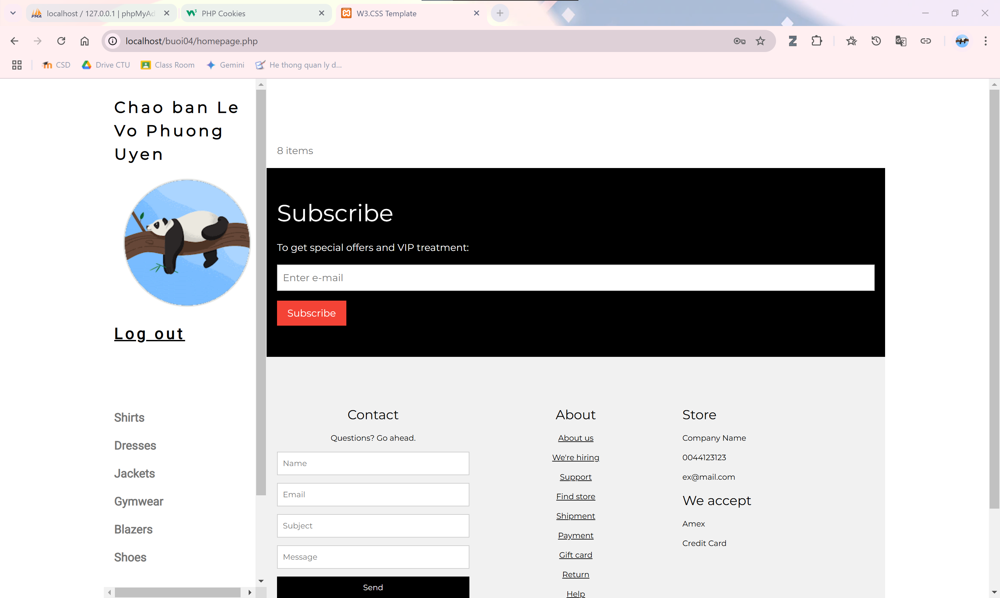 localhost / 127.0.0.1 | phpMyAd
PHP Cookies
W3.CSS Template
localhost/buoi04/homepage.php
CSD
Drive CTU
Class Room
Gemini
He thong quan ly d...
Chao ban Le
Vo Phuong
Uyen
Log out
Shirts
Dresses
Jackets
Gymwear
Blazers
Shoes
8 items
Subscribe
To get special offers and VIP treatment:
Enter e-mail
Subscribe
Contact
Questions? Go ahead.
Name
Email
Subject
Message
Send
About
About us
We're hiring
Support
Find store
Shipment
Payment
Gift card
Return
Help
Store
Company Name
0044123123
ex@mail.com
We accept
Amex
Credit Card